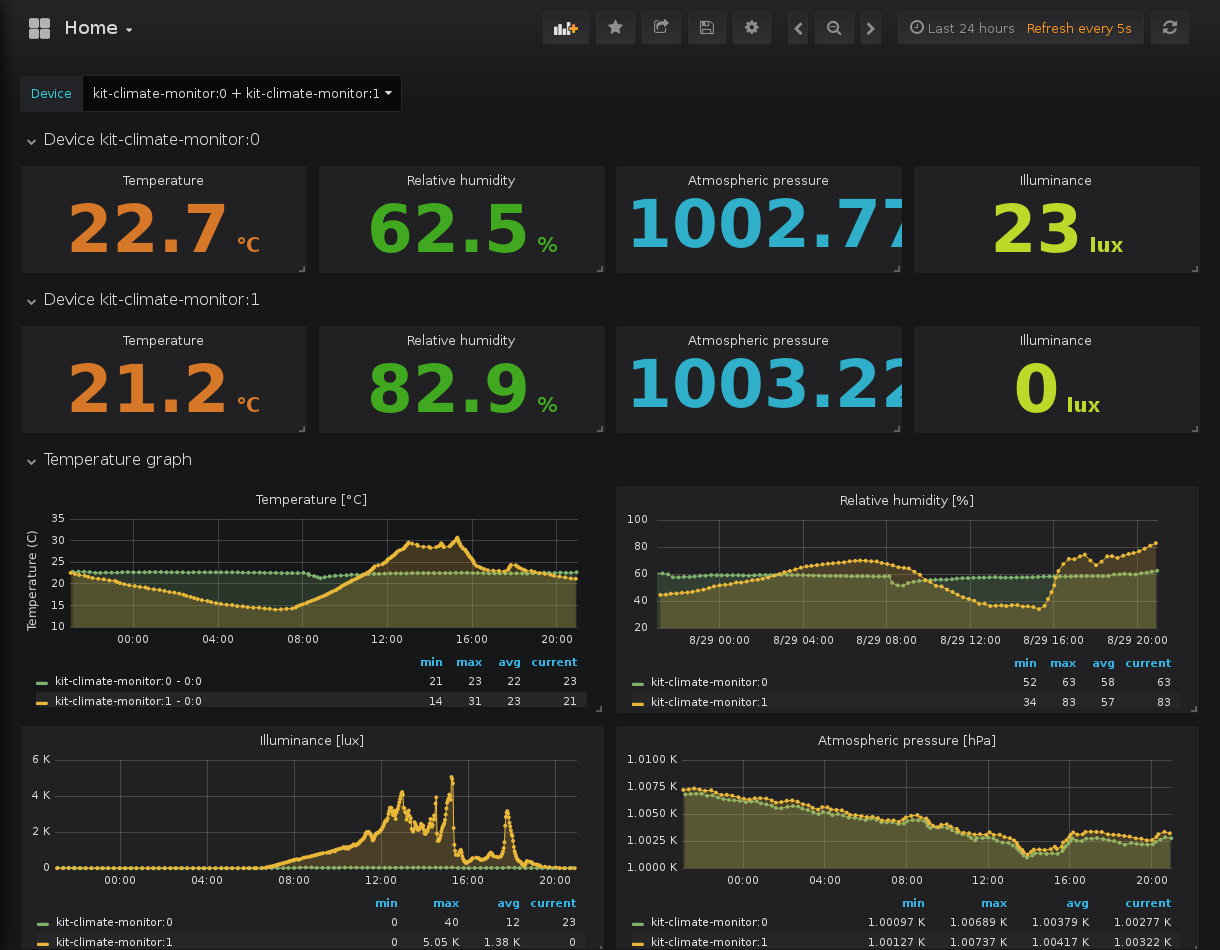 Home
Last 24 hours Refresh every 5s
Device kit-climate-monitor:0 + kit-climate-monitor:1
Device kit-climate-monitor:0
Temperature Relative humidity Atmospheric pressure Illuminance
22.7 °C 62.5 % 1002.77 23 lux
Device kit-climate-monitor:1
Temperature Relative humidity Atmospheric pressure Illuminance
21.2 °C 82.9 % 1003.22 0 lux
Temperature graph
Temperature [°C]
Temperature (C)
35
30
25
20
15
10
00:00 04:00 08:00 12:00 16:00 20:00
min max avg current
kit-climate-monitor:0 - 0:0 21 23 22 23
kit-climate-monitor:1 - 0:0 14 31 23 21
Relative humidity [%]
100
80
60
40
20
8/29 00:00 8/29 04:00 8/29 08:00 8/29 12:00 8/29 16:00 8/29 20:00
min max avg current
kit-climate-monitor:0 52 63 58 63
kit-climate-monitor:1 34 83 57 83
Illuminance [lux]
6 K
4 K
2 K
0
00:00 04:00 08:00 12:00 16:00 20:00
min max avg current
kit-climate-monitor:0 0 40 12 23
kit-climate-monitor:1 0 5.05 K 1.38 K 0
Atmospheric pressure [hPa]
1.0100 K
1.0075 K
1.0050 K
1.0025 K
1.0000 K
00:00 04:00 08:00 12:00 16:00 20:00
min max avg current
kit-climate-monitor:0 1.00097 K 1.00689 K 1.00379 K 1.00277 K
kit-climate-monitor:1 1.00127 K 1.00737 K 1.00417 K 1.00322 K